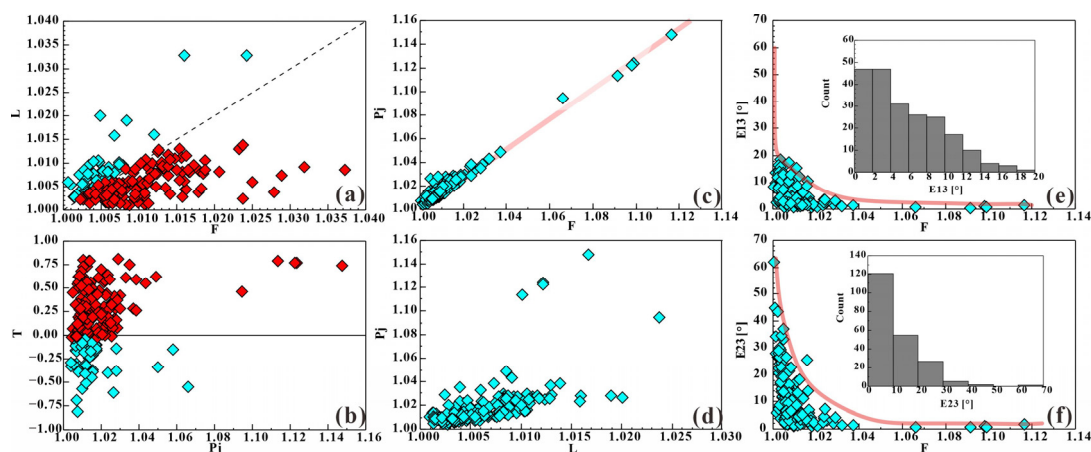 1.040
1.035
1.030
1.025
1.020
1.015
1.010
1.005
1.000
L
(a)
1.000 1.005 1.010 1.015 1.020 1.025 1.030 1.035 1.040
F
1.16
1.14
1.12
1.10
1.08
1.06
1.04
1.02
1.00
Pj
(c)
1.00 1.02 1.04 1.06 1.08 1.10 1.12 1.14
F
70
60
50
40
30
20
10
0
E13 [°]
60
50
40
30
20
10
0
Count
2 4 6 8 10 12 14 16 18 20
E13 [°]
(e)
1.00 1.02 1.04 1.06 1.08 1.10 1.12 1.14
F
1.00
0.75
0.50
0.25
0.00
−0.25
−0.50
−0.75
−1.00
T
(b)
1.00 1.02 1.04 1.06 1.08 1.10 1.12 1.14 1.16
Pj
1.16
1.14
1.12
1.10
1.08
1.06
1.04
1.02
1.00
Pj
(d)
1.000 1.005 1.010 1.015 1.020 1.025 1.030
L
70
60
50
40
30
20
10
0
E23 [°]
140
120
100
80
60
40
20
0
Count
10 20 30 40 50 60 70
E23 [°]
(f)
1.00 1.02 1.04 1.06 1.08 1.10 1.12 1.14
F